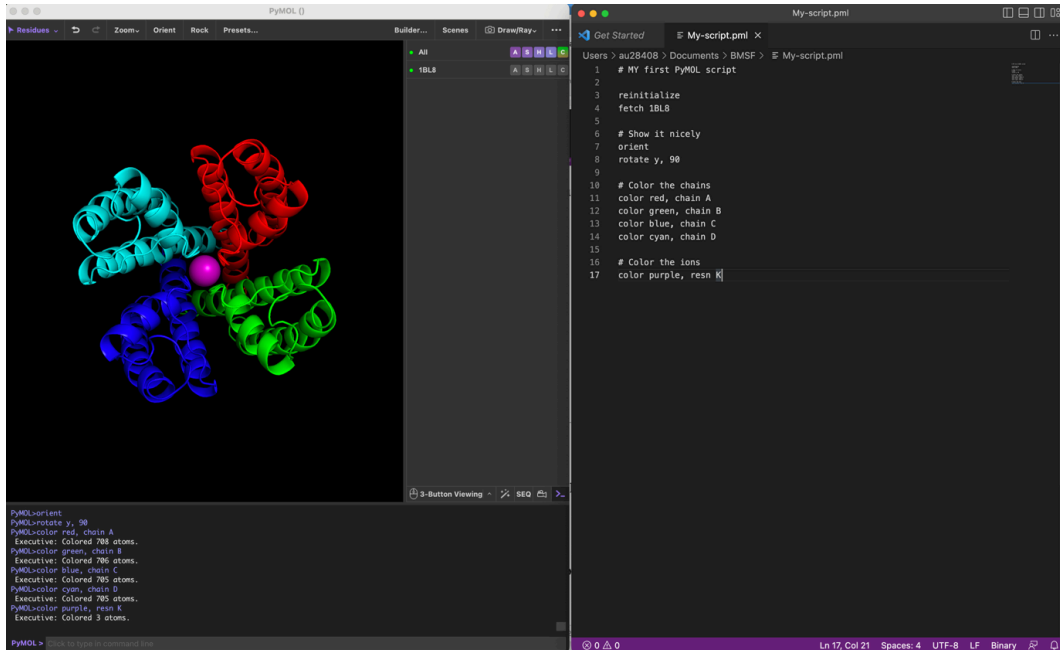 PyMOL ()
Residues
Zoom
Orient
Rock
Presets...
Builder...
Scenes
Draw/Ray
...
All
A S H L C
1BL8
A S H L C
3-Button Viewing
SEQ
PyMOL>orient
PyMOL>rotate y, 90
PyMOL>color red, chain A
Executive: Colored 708 atoms.
PyMOL>color green, chain B
Executive: Colored 706 atoms.
PyMOL>color blue, chain C
Executive: Colored 705 atoms.
PyMOL>color cyan, chain D
Executive: Colored 705 atoms.
PyMOL>color purple, resn K
Executive: Colored 3 atoms.
PyMOL > Click to type in command line
My-script.pml
Get Started
My-script.pml
Users > au28408 > Documents > BMSF > My-script.pml
1 # MY first PyMOL script
2
3 reinitialize
4 fetch 1BL8
5
6 # Show it nicely
7 orient
8 rotate y, 90
9
10 # Color the chains
11 color red, chain A
12 color green, chain B
13 color blue, chain C
14 color cyan, chain D
15
16 # Color the ions
17 color purple, resn K
0 0
Ln 17, Col 21 Spaces: 4 UTF-8 LF Binary